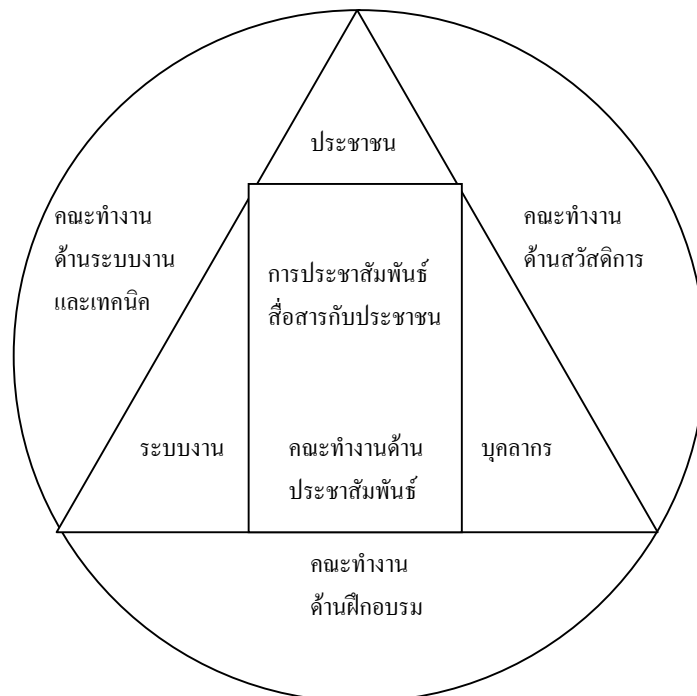 ประชาชน
คณะทำงาน
ด้านระบบงาน
และเทคนิค
คณะทำงาน
ด้านสวัสดิการ
การประชาสัมพันธ์
สื่อสารกับประชาชน
ระบบงาน
คณะทำงานด้าน
ประชาสัมพันธ์
บุคลากร
คณะทำงาน
ด้านฝึกอบรม